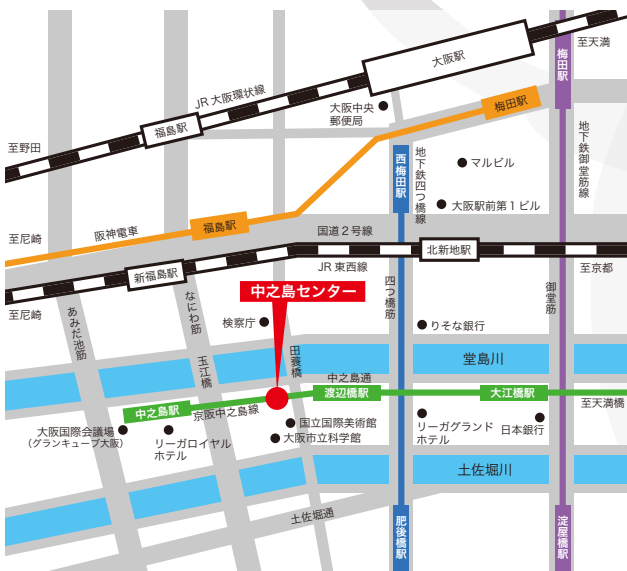 至天満
大阪駅
梅田駅
JR大阪環状線
梅田駅
大阪中央
郵便局
福島駅
至野田
地下鉄御堂筋線
地下鉄四つ橋線
西梅田駅
マルビル
大阪駅前第1ビル
福島駅
阪神電車
国道2号線
至尼崎
北新地駅
新福島駅
JR東西線
至京都
至尼崎
中之島センター
四つ橋筋
御堂筋
あみだ池筋
なにわ筋
検察庁
りそな銀行
田蓑橋
玉江橋
堂島川
中之島通
渡辺橋駅
大江橋駅
中之島駅
京阪中之島線
至天満橋
大阪国際会議場
(グランキューブ大阪)
リーガロイヤル
ホテル
国立国際美術館
大阪市立科学館
リーガグランド
ホテル
日本銀行
土佐堀川
土佐堀通
肥後橋駅
淀屋橋駅